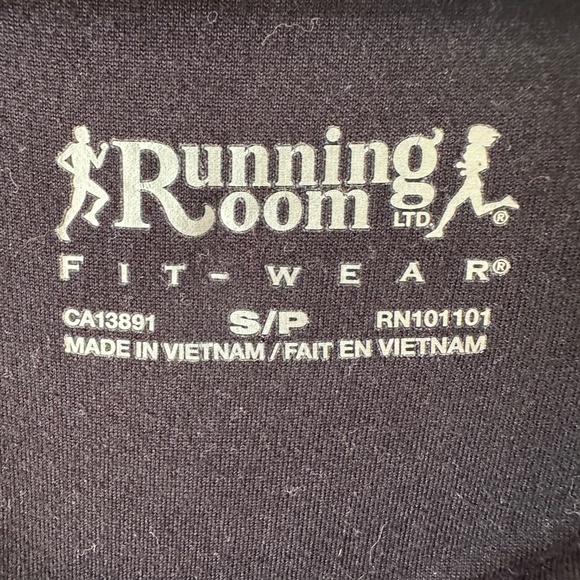 Running
Room LTD.®
FIT-WEAR®
CA13891 S/P RN101101
MADE IN VIETNAM / FAIT EN VIETNAM